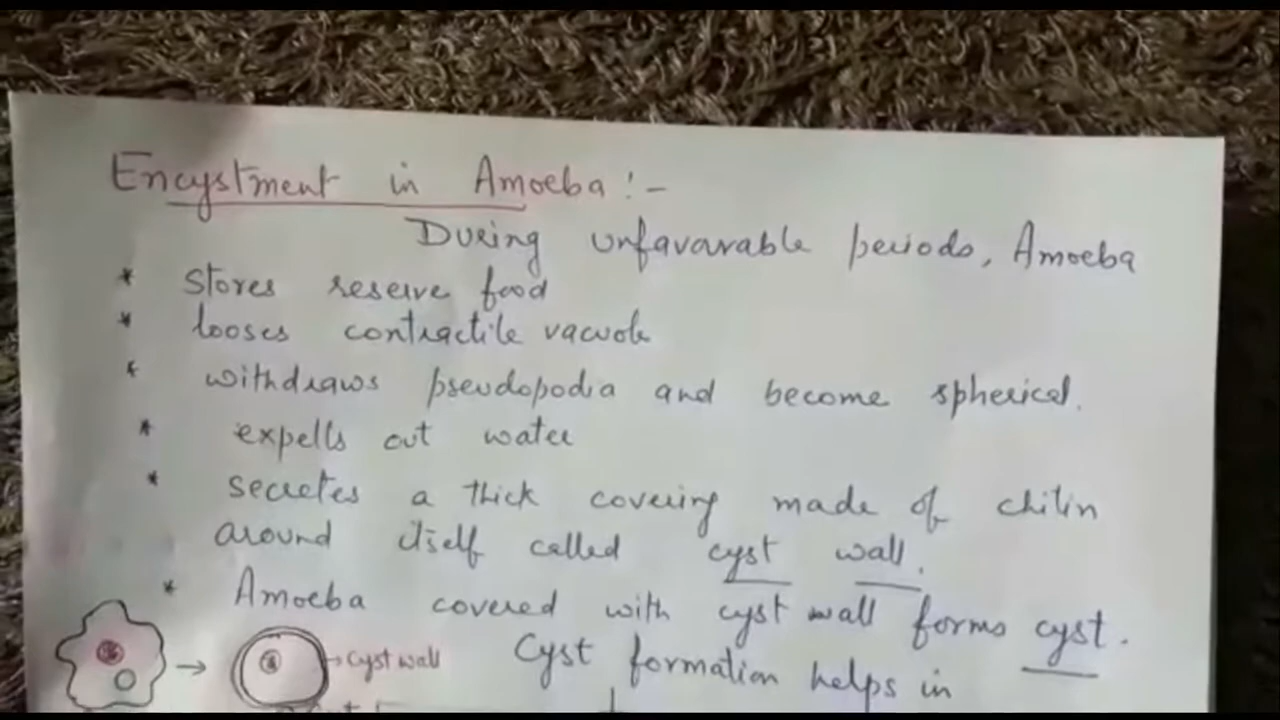 Encystment in Amoeba :-
During unfavarable periods, Amoeba
* stores reserve food
* looses contractile vacuole
* withdraws pseudopodia and become spherical.
* expells out water
* secretes a thick covering made of chitin
around itself called cyst wall.
* Amoeba covered with cyst wall forms cyst.
→ → Cyst wall
Cyst formation helps in